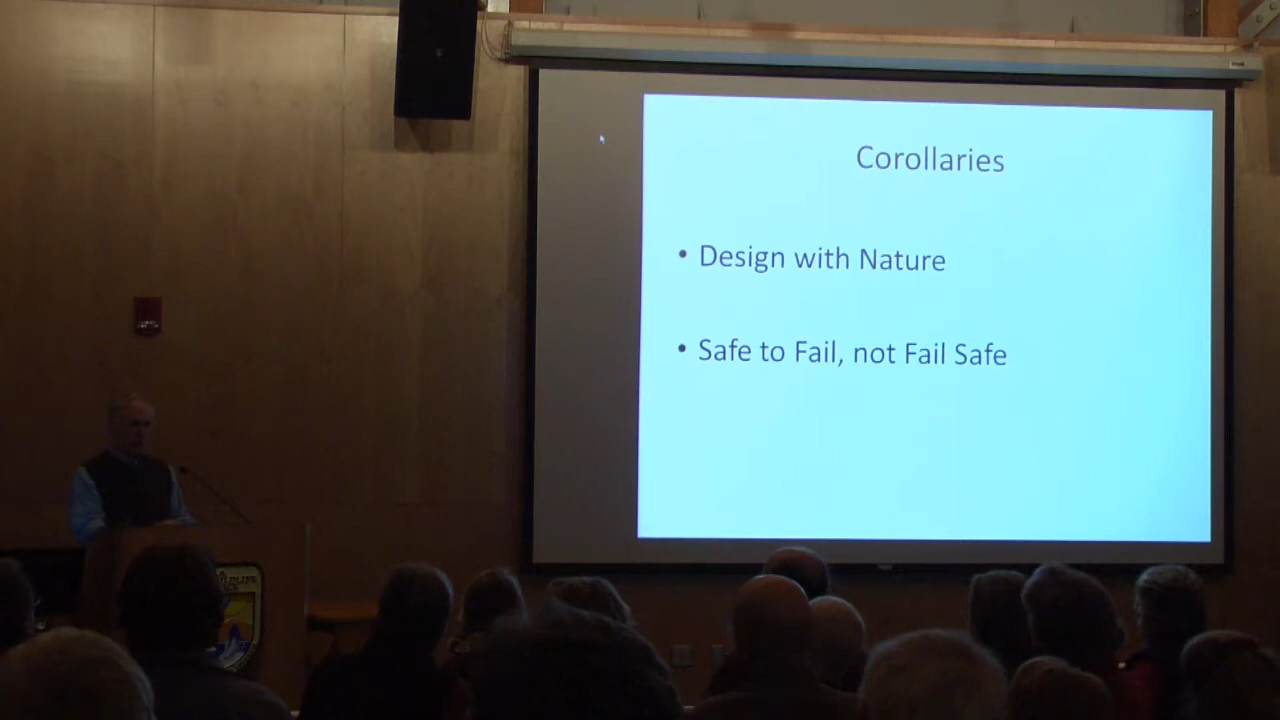 Corollaries
• Design with Nature
• Safe to Fail, not Fail Safe